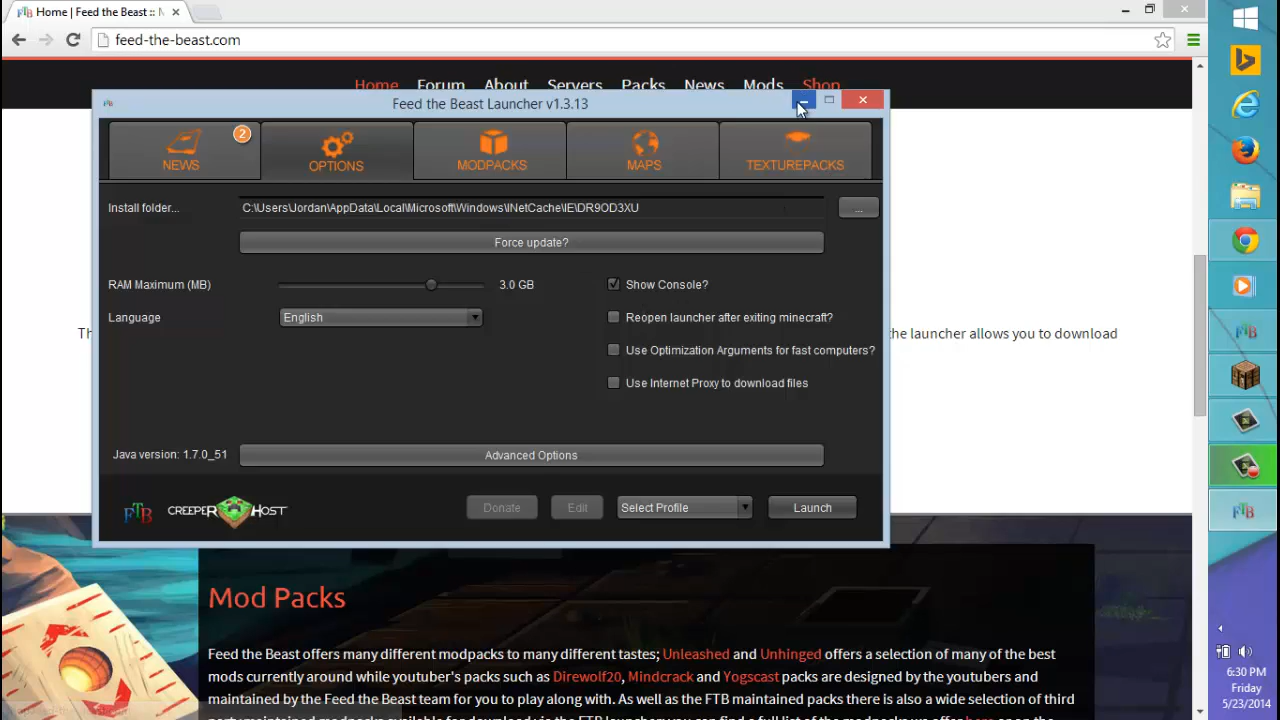 Home | Feed the Beast :: M
feed-the-beast.com
Home Forum About Servers Packs News Mods Shop
Feed the Beast Launcher v1.3.13
NEWS 2 OPTIONS MODPACKS MAPS TEXTUREPACKS
Install folder... C:\Users\Jordan\AppData\Local\Microsoft\Windows\INetCache\IE\DR9OD3XU ...
Force update?
RAM Maximum (MB) 3.0 GB Show Console?
Language English Reopen launcher after exiting minecraft?
Th the launcher allows you to download
Use Optimization Arguments for fast computers?
Use Internet Proxy to download files
Java version: 1.7.0_51 Advanced Options
FTB CREEPER HOST Donate Edit Select Profile Launch
Mod Packs
Feed the Beast offers many different modpacks to many different tastes; Unleashed and Unhinged offers a selection of many of the best
mods currently around while youtuber's packs such as Direwolf20, Mindcrack and Yogscast packs are designed by the youtubers and
maintained by the Feed the Beast team for you to play along with. As well as the FTB maintained packs there is also a wide selection of third
party maintained modpacks
6:30 PM
Friday
5/23/2014